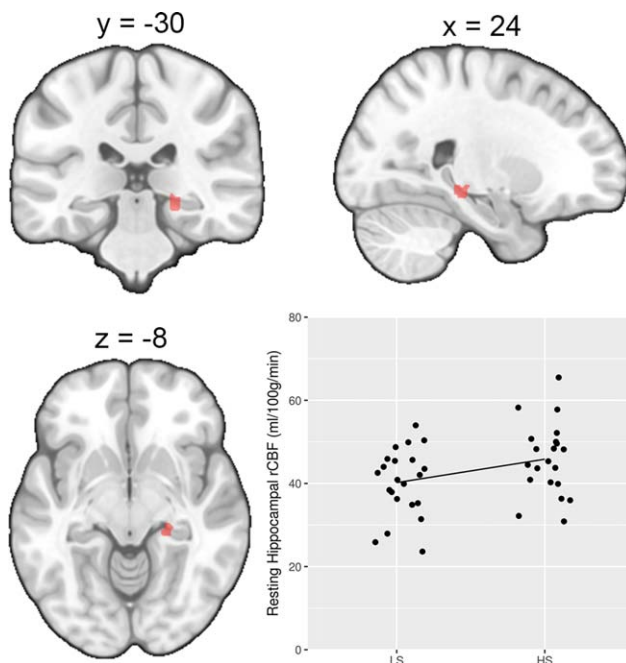 y = -30
x = 24
z = -8
Resting Hippocampal rCBF (ml/100g/min)
80
60
40
20
0
LS
HS